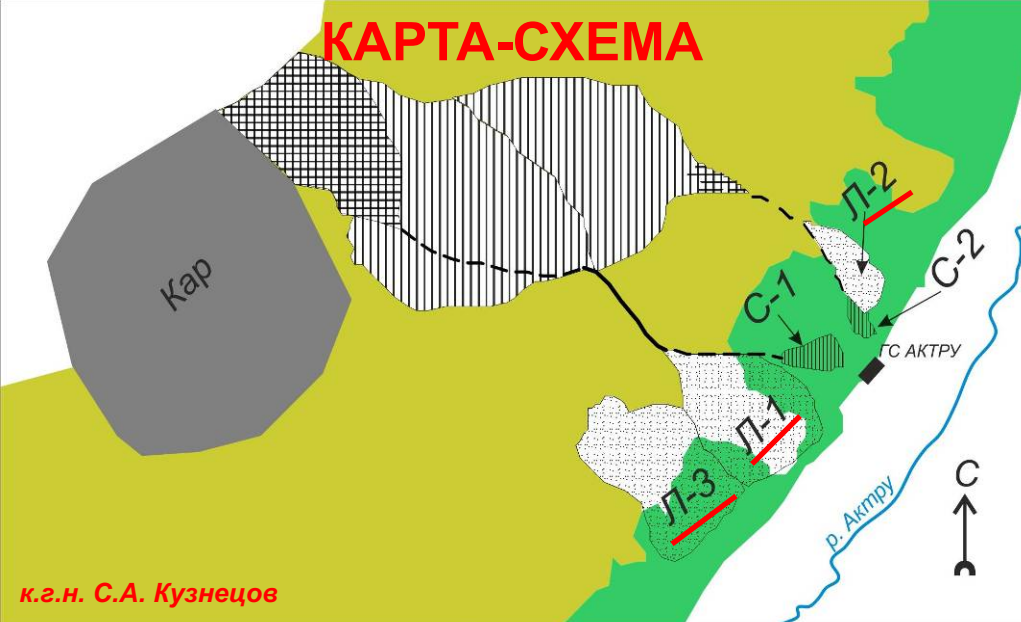 КАРТА-СХЕМА
Л-2
Кар
С-2
С-1
ГС АКТРУ
Л-1
Л-3
С
р. Актру
к.г.н. С.А. Кузнецов